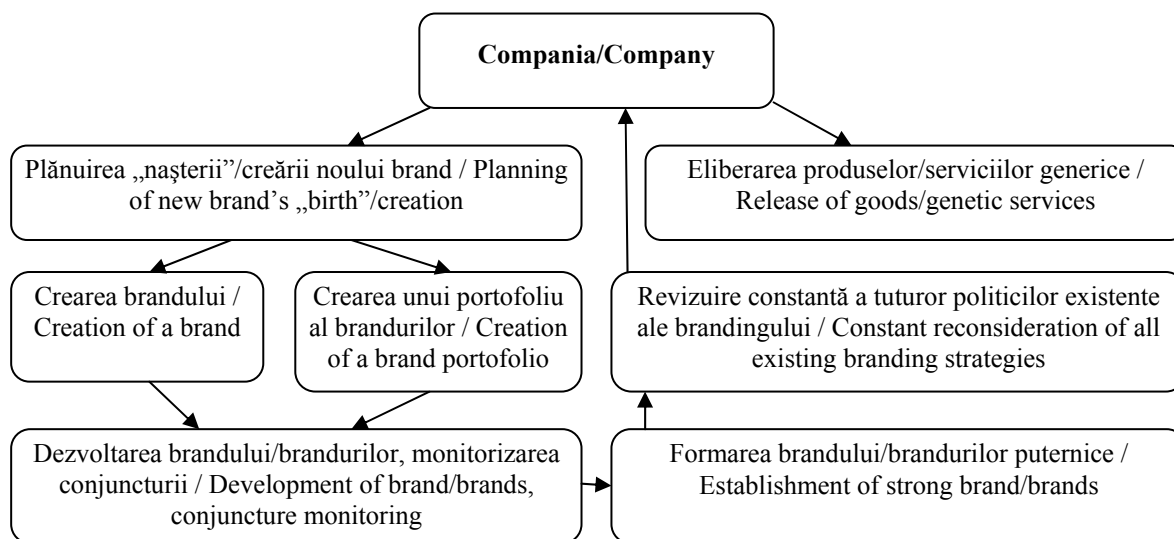 Compania/Company
Plănuirea „naşterii”/creării noului brand / Planning
of new brand’s „birth”/creation
Eliberarea produselor/serviciilor generice /
Release of goods/genetic services
Crearea brandului /
Creation of a brand
Crearea unui portofoliu
al brandurilor / Creation
of a brand portofolio
Revizuire constantă a tuturor politicilor existente
ale brandingului / Constant reconsideration of all
existing branding strategies
Dezvoltarea brandului/brandurilor, monitorizarea
conjuncturii / Development of brand/brands,
conjuncture monitoring
Formarea brandului/brandurilor puternice /
Establishment of strong brand/brands